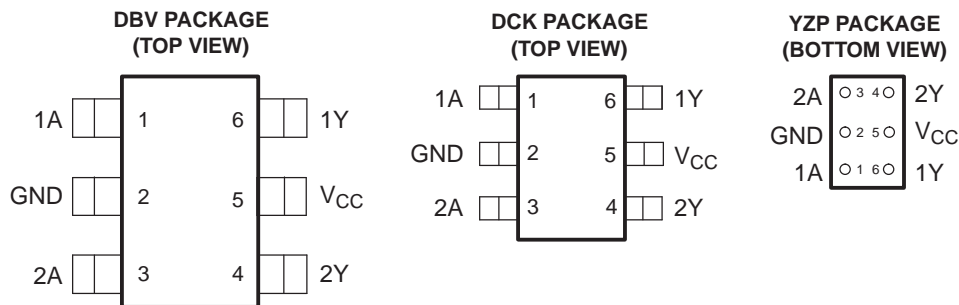 DBV PACKAGE
(TOP VIEW)
1A 1 6 1Y
GND 2 5 VCC
2A 3 4 2Y
DCK PACKAGE
(TOP VIEW)
1A 1 6 1Y
GND 2 5 VCC
2A 3 4 2Y
YZP PACKAGE
(BOTTOM VIEW)
2A 3 4 2Y
GND 2 5 VCC
1A 1 6 1Y